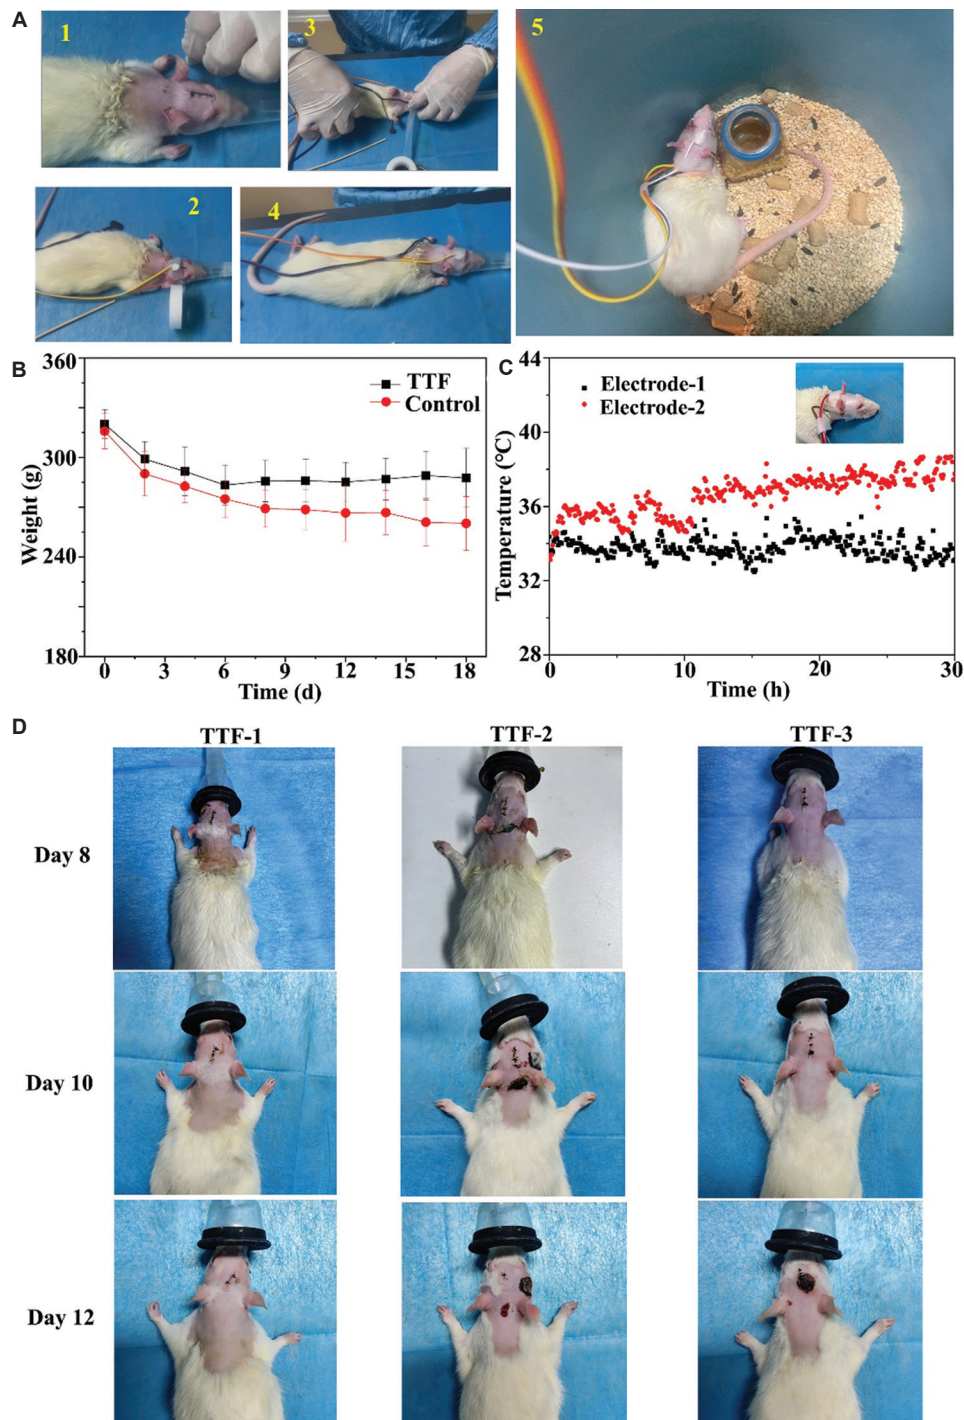 A
1
3
5
2
4
B
360
300
240
180
Weight (g)
TTF
Control
0 3 6 9 12 15 18
Time (d)
C
44
40
36
32
28
Temperature (°C)
Electrode-1
Electrode-2
0 10 20 30
Time (h)
D
TTF-1 TTF-2 TTF-3
Day 8
Day 10
Day 12